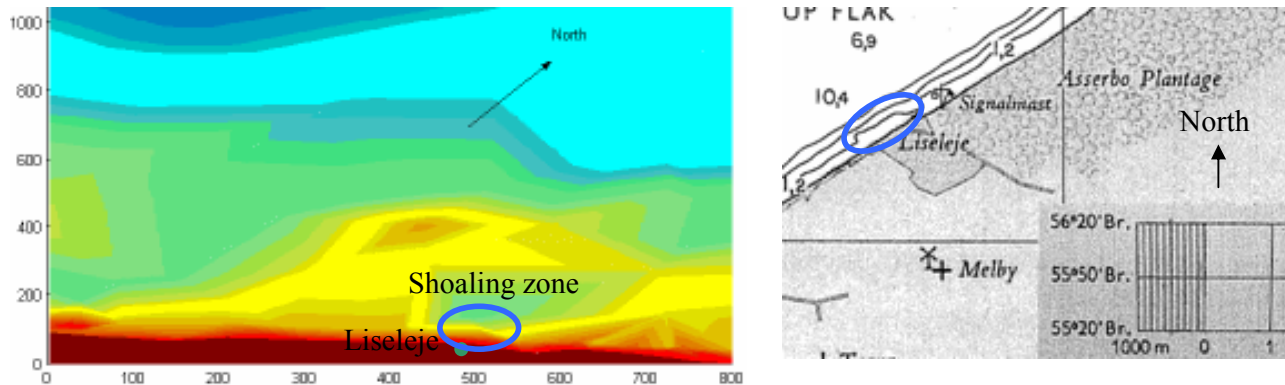 1000
800
600
400
200
0
0
100
200
300
400
500
600
700
800
North
Shoaling zone
Liseleje
UP FLAK
6,9
1,2
10,4
Signalmast
Asserbo Plantage
Liseleje
North
1,2
Melby
56°20'Br.
55°50'Br.
55°20'Br.
1000 m 0 1